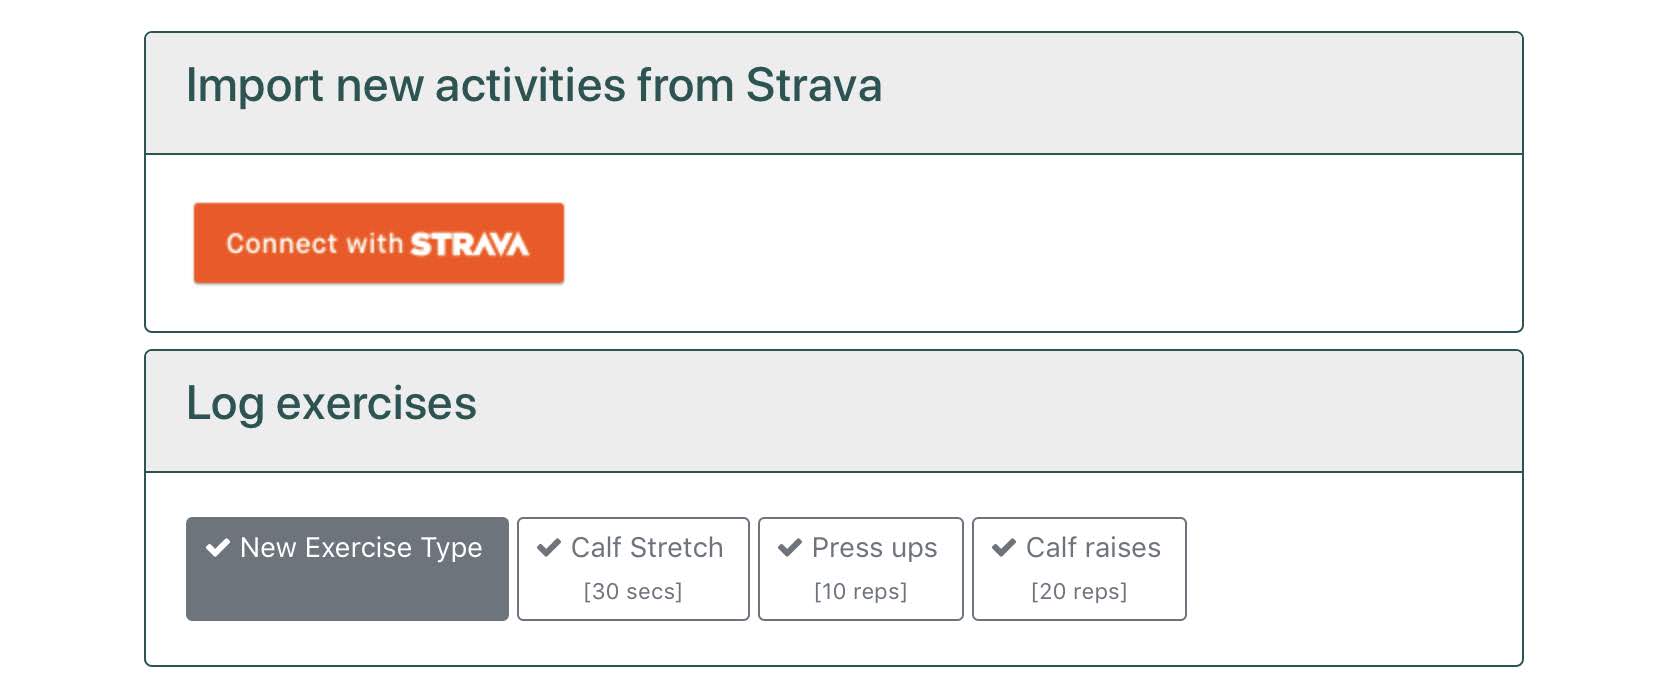 Import new activities from Strava
Connect with STRAVA
Log exercises
New Exercise Type
Calf Stretch
[30 secs]
Press ups
[10 reps]
Calf raises
[20 reps]